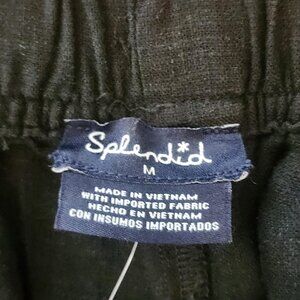 Splendid
M
MADE IN VIETNAM
WITH IMPORTED FABRIC
HECHO EN VIETNAM
CON INSUMOS IMPORTADOS